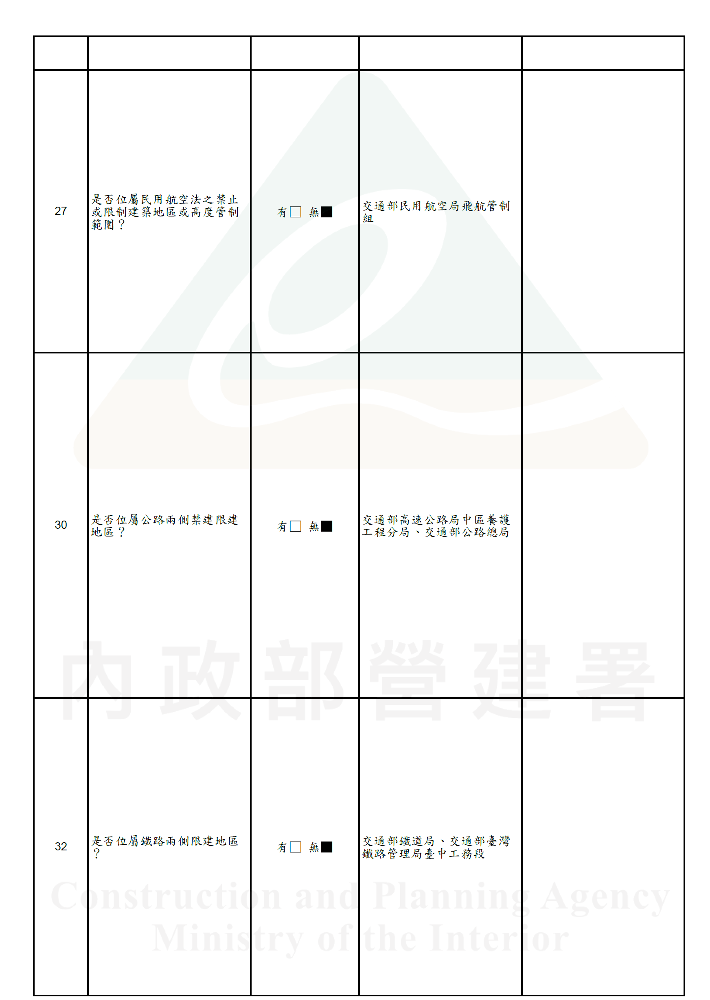 27
是否位屬民用航空法之禁止
或限制建築地區或高度管制
範圍？
有□ 無■
交通部民用航空局飛航管制
組
30
是否位屬公路兩側禁建限建
地區？
有□ 無■
交通部高速公路局中區養護
工程分局、交通部公路總局
內政部營建署
32
是否位屬鐵路兩側限建地區
？
有□ 無■
交通部鐵道局、交通部臺灣
鐵路管理局臺中工務段
Construction and Planning Agency
Ministry of the Interior